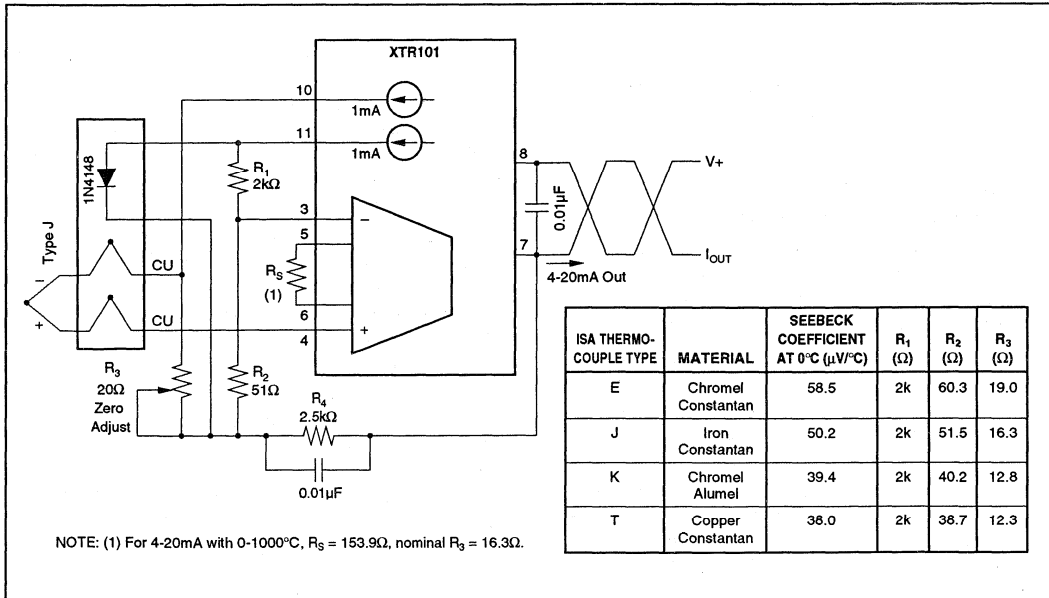 XTR101
10
1mA
11
1mA
1N4148
R1
2kΩ
3
–
5
RS
(1)
6
4
+
8
0.01µF
V+
7
IOUT
4-20mA Out
Type J
–
+
CU
CU
R3
20Ω
Zero
Adjust
R2
51Ω
R4
2.5kΩ
0.01µF
NOTE: (1) For 4-20mA with 0-1000°C, RS = 153.9Ω, nominal R3 = 16.3Ω.
ISA THERMO-
COUPLE TYPE
MATERIAL
SEEBECK
COEFFICIENT
AT 0°C (µV/°C)
R1
(Ω)
R2
(Ω)
R3
(Ω)
E Chromel 58.5 2k 60.3 19.0
Constantan
J Iron 50.2 2k 51.5 16.3
Constantan
K Chromel 39.4 2k 40.2 12.8
Alumel
T Copper 38.0 2k 38.7 12.3
Constantan